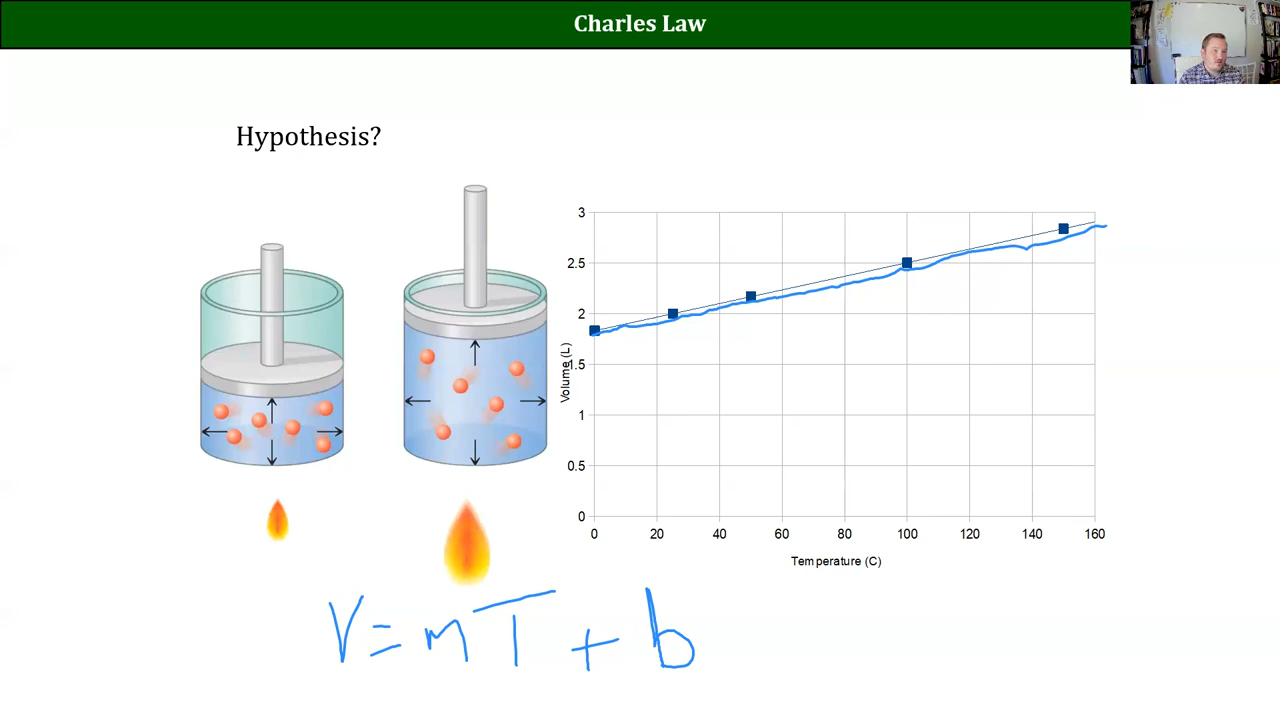 Charles Law
Hypothesis?
3
2.5
2
1.5
1
0.5
0
Volume (L)
0 20 40 60 80 100 120 140 160
Temperature (C)
V = mT + b